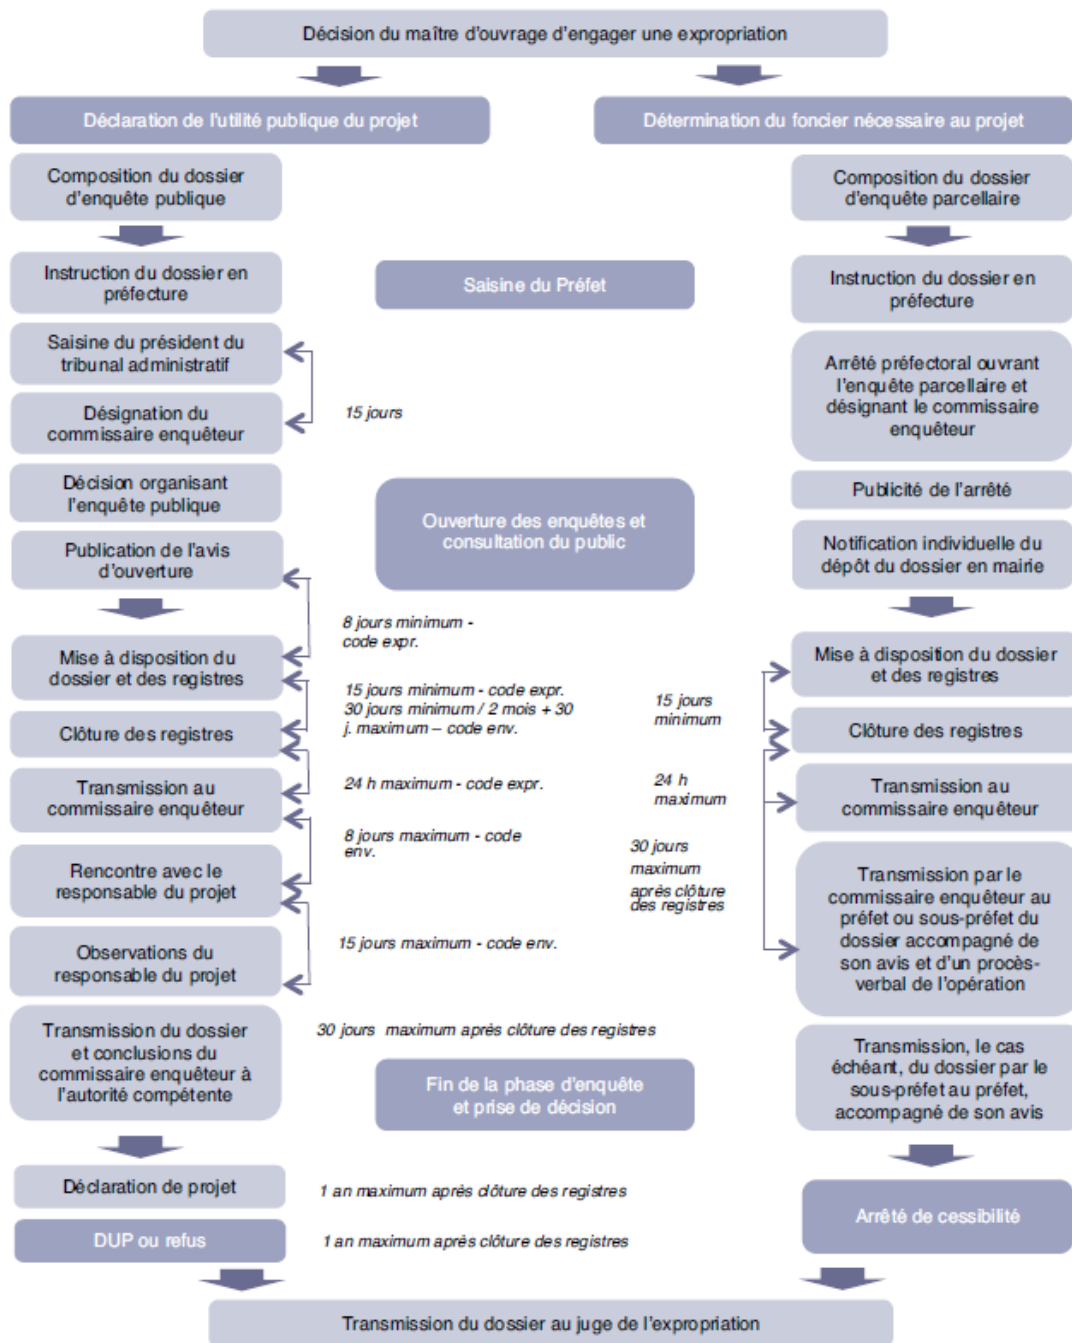 Décision du maître d'ouvrage d'engager une expropriation
Déclaration de l'utilité publique du projet
Détermination du foncier nécessaire au projet
Composition du dossier
d'enquête publique
Composition du dossier
d'enquête parcellaire
Instruction du dossier en
préfecture
Saisine du Préfet
Instruction du dossier en
préfecture
Saisine du président du
tribunal administratif
Désignation du
commissaire enquêteur
15 jours
Arrêté préfectoral ouvrant
l'enquête parcellaire et
désignant le commissaire
enquêteur
Décision organisant
l'enquête publique
Publication de l'avis
d'ouverture
Ouverture des enquêtes et
consultation du public
Publicité de l'arrêté
Notification individuelle du
dépôt du dossier en mairie
8 jours minimum -
code expr.
Mise à disposition du
dossier et des registres
15 jours minimum - code expr.
30 jours minimum / 2 mois + 30
j. maximum – code env.
15 jours
minimum
Mise à disposition du dossier
et des registres
Clôture des registres
Clôture des registres
24 h maximum - code expr.
24 h
maximum
Transmission au
commissaire enquêteur
Transmission au
commissaire enquêteur
8 jours maximum - code
env.
30 jours
maximum
après clôture
des registres
Rencontre avec le
responsable du projet
Transmission par le
commissaire enquêteur au
préfet ou sous-préfet du
dossier accompagné de
son avis et d'un procès-
verbal de l'opération
15 jours maximum - code env.
Observations du
responsable du projet
30 jours maximum après clôture des registres
Transmission du dossier
et conclusions du
commissaire enquêteur à
l'autorité compétente
Fin de la phase d'enquête
et prise de décision
Transmission, le cas
échéant, du dossier par le
sous-préfet au préfet,
accompagné de son avis
Déclaration de projet
1 an maximum après clôture des registres
DUP ou refus
1 an maximum après clôture des registres
Arrêté de cessibilité
Transmission du dossier au juge de l'expropriation